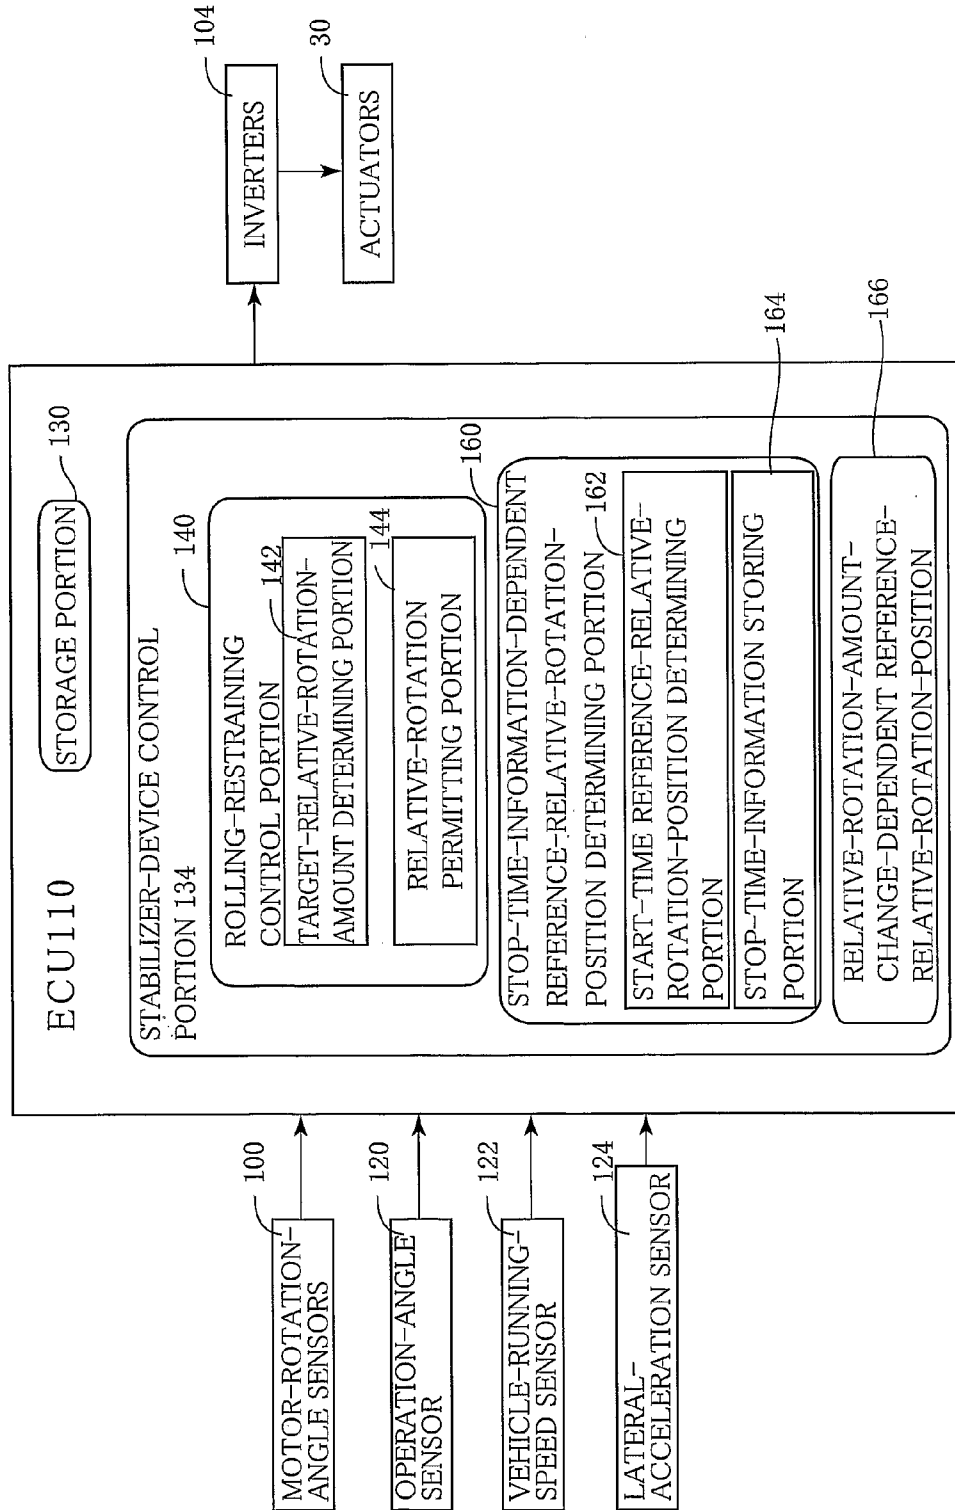 ECU110
STORAGE PORTION
130
STABILIZER-DEVICE CONTROL
PORTION 134
140
ROLLING-RESTRAINING
CONTROL PORTION
142
TARGET-RELATIVE-ROTATION-
AMOUNT DETERMINING PORTION
144
RELATIVE-ROTATION
PERMITTING PORTION
160
STOP-TIME-INFORMATION-DEPENDENT
REFERENCE-RELATIVE-ROTATION-
POSITION DETERMINING PORTION
162
START-TIME REFERENCE-RELATIVE-
ROTATION-POSITION DETERMINING
PORTION
164
STOP-TIME-INFORMATION STORING
PORTION
166
RELATIVE-ROTATION-AMOUNT-
CHANGE-DEPENDENT REFERENCE-
RELATIVE-ROTATION-POSITION
100
MOTOR-ROTATION-
ANGLE SENSORS
120
OPERATION-ANGLE
SENSOR
122
VEHICLE-RUNNING-
SPEED SENSOR
124
LATERAL-
ACCELERATION SENSOR
104
INVERTERS
30
ACTUATORS